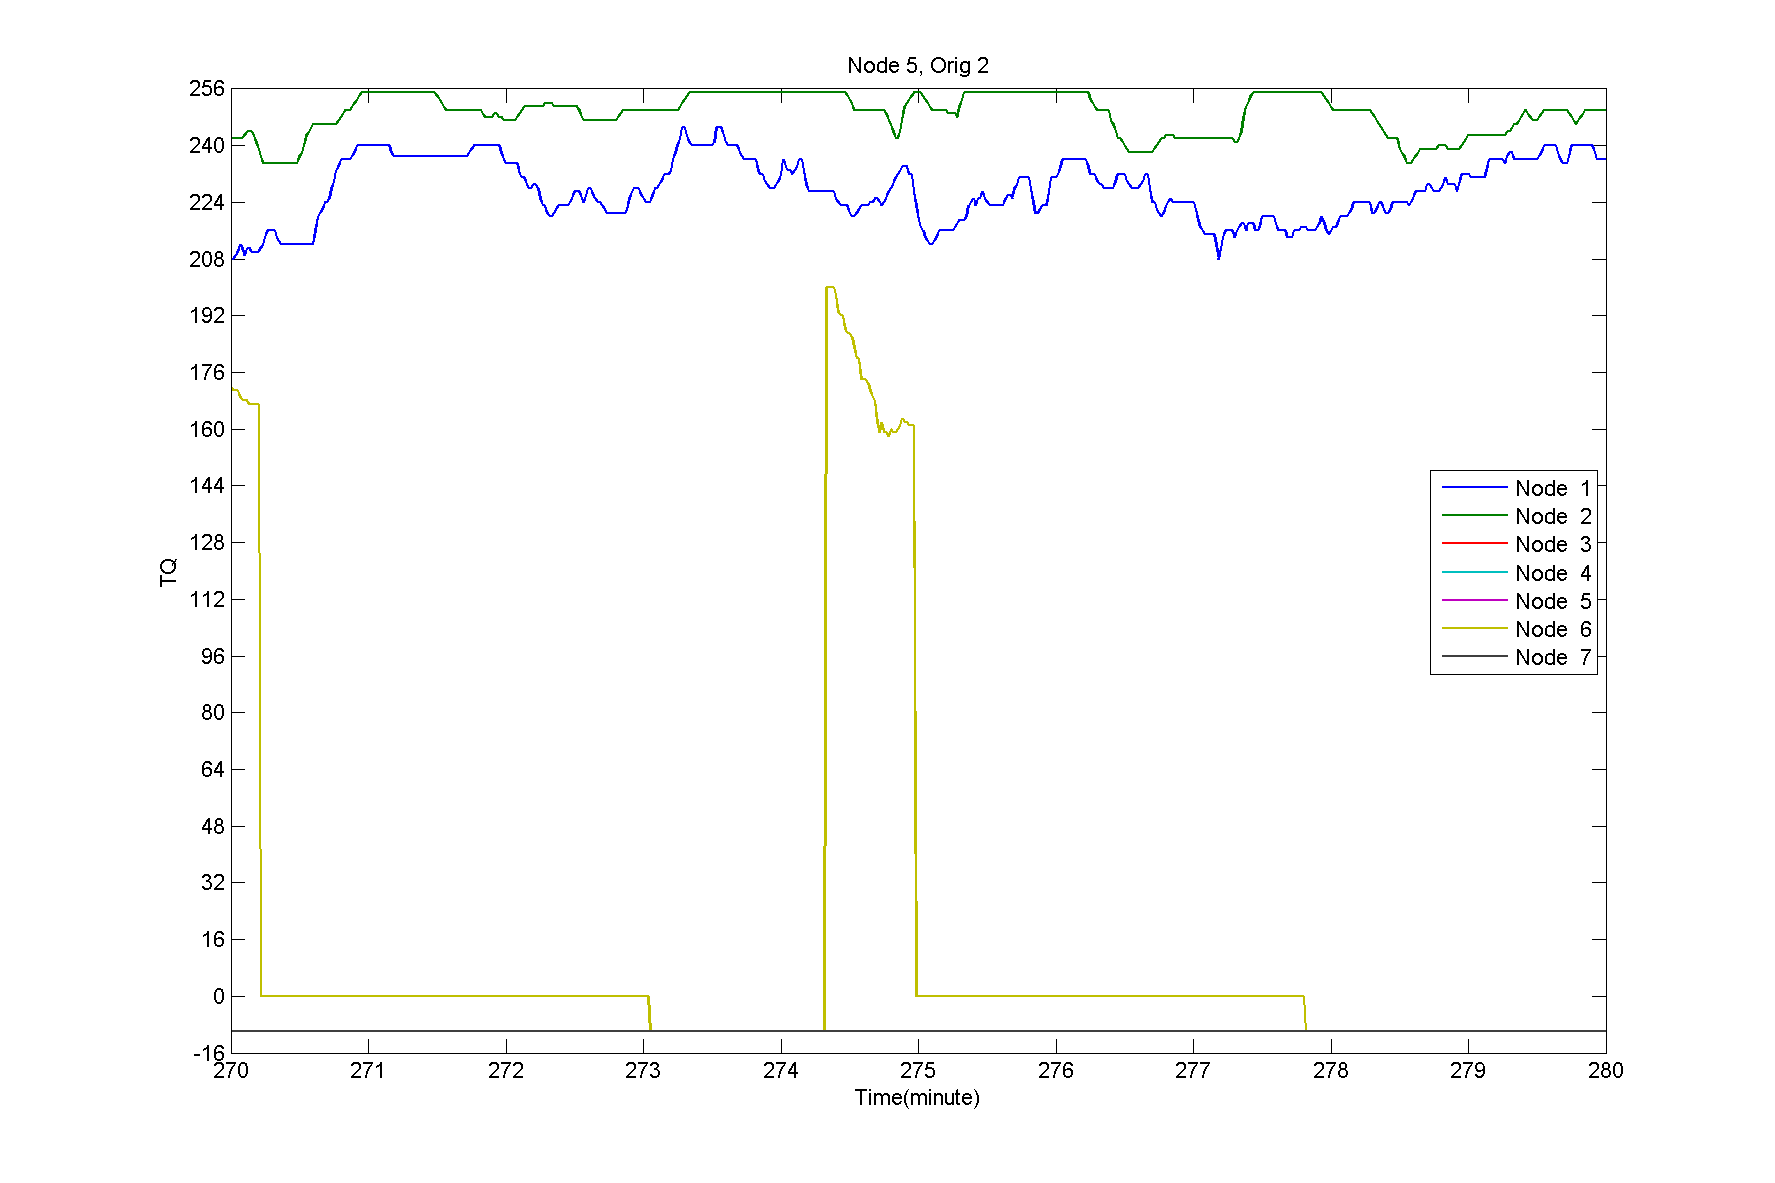 Node 5, Orig 2
256
240
224
208
192
176
160
144
128
112
96
80
64
48
32
16
0
-16
TQ
Node 1
Node 2
Node 3
Node 4
Node 5
Node 6
Node 7
270 271 272 273 274 275 276 277 278 279 280
Time(minute)